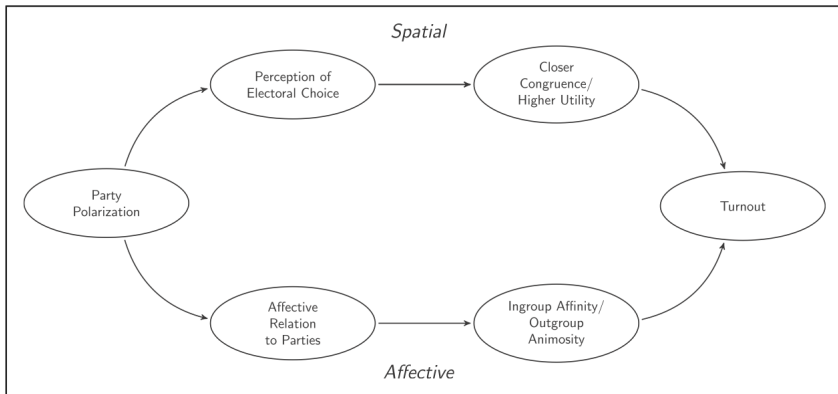 Spatial
Perception of
Electoral Choice
Closer
Congruence/
Higher Utility
Party
Polarization
Turnout
Affective
Relation
to Parties
Ingroup Affinity/
Outgroup
Animosity
Affective